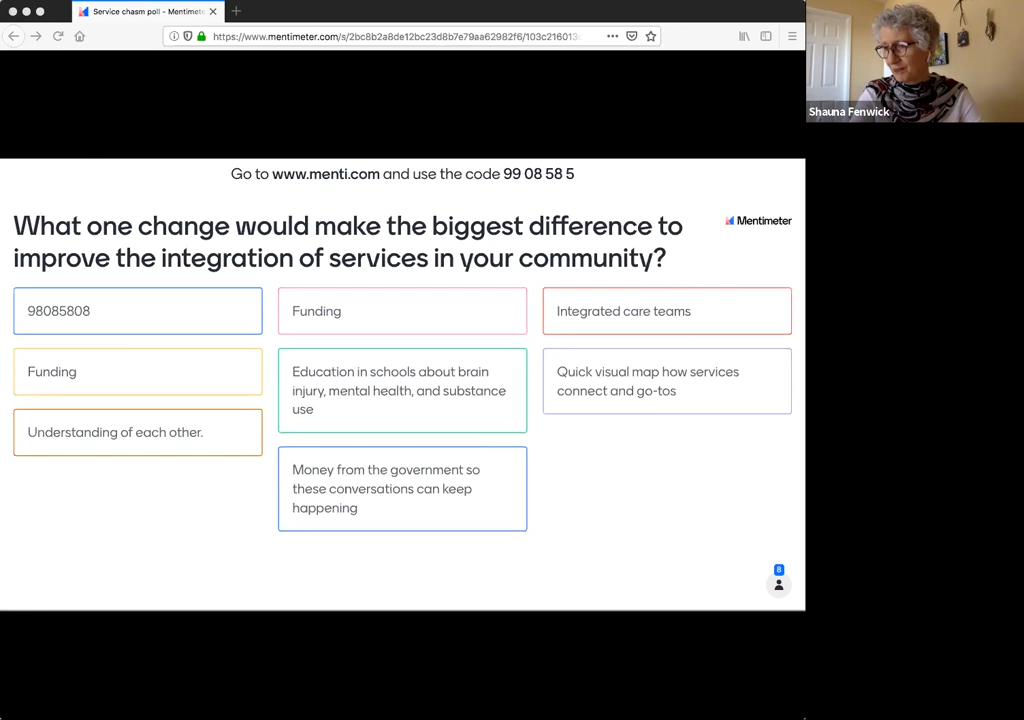 Service chasm poll - Mentimete
https://www.mentimeter.com/s/2bc8b2a8de12bc23d8b7e79aa62982f6/103c216013
Shauna Fenwick
Go to www.menti.com and use the code 99 08 58 5
What one change would make the biggest difference to
improve the integration of services in your community?
Mentimeter
98085808
Funding
Integrated care teams
Funding
Education in schools about brain
injury, mental health, and substance
use
Quick visual map how services
connect and go-tos
Understanding of each other.
Money from the government so
these conversations can keep
happening
8